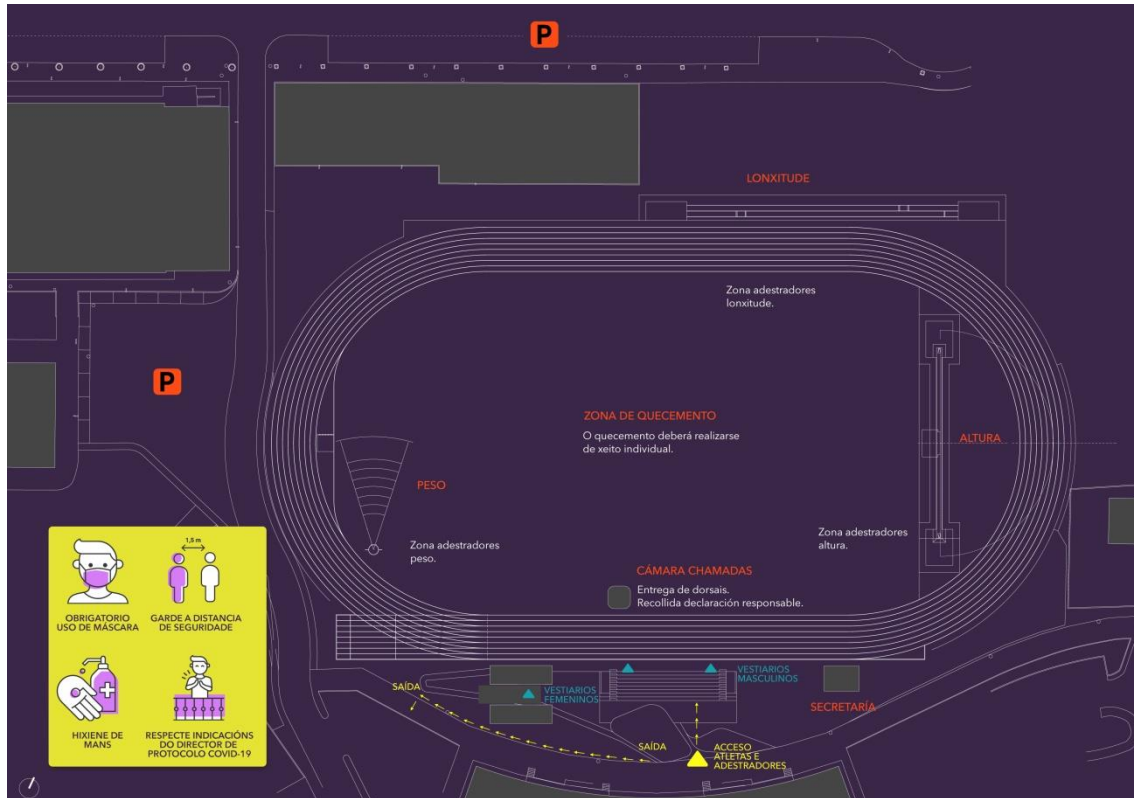 P
LONXITUDE
Zona adestradores
lonxitude.
P
ZONA DE QUECEMENTO
O quecemento deberá realizarse
de xeito individual.
ALTURA
PESO
Zona adestradores
peso.
Zona adestradores
altura.
CÁMARA CHAMADAS
Entrega de dorsais.
Recollida declaración responsable.
1,5 m
OBRIGATORIO
USO DE MÁSCARA
GARDE A DISTANCIA
DE SEGURIDADE
HIXIENE DE
MANS
RESPECTE INDICACIÓNS
DO DIRECTOR DE
PROTOCOLO COVID-19
VESTIARIOS
MASCULINOS
VESTIARIOS
FEMENINOS
SECRETARÍA
SAÍDA
SAÍDA
ACCESO
ATLETAS E
ADESTRADORES